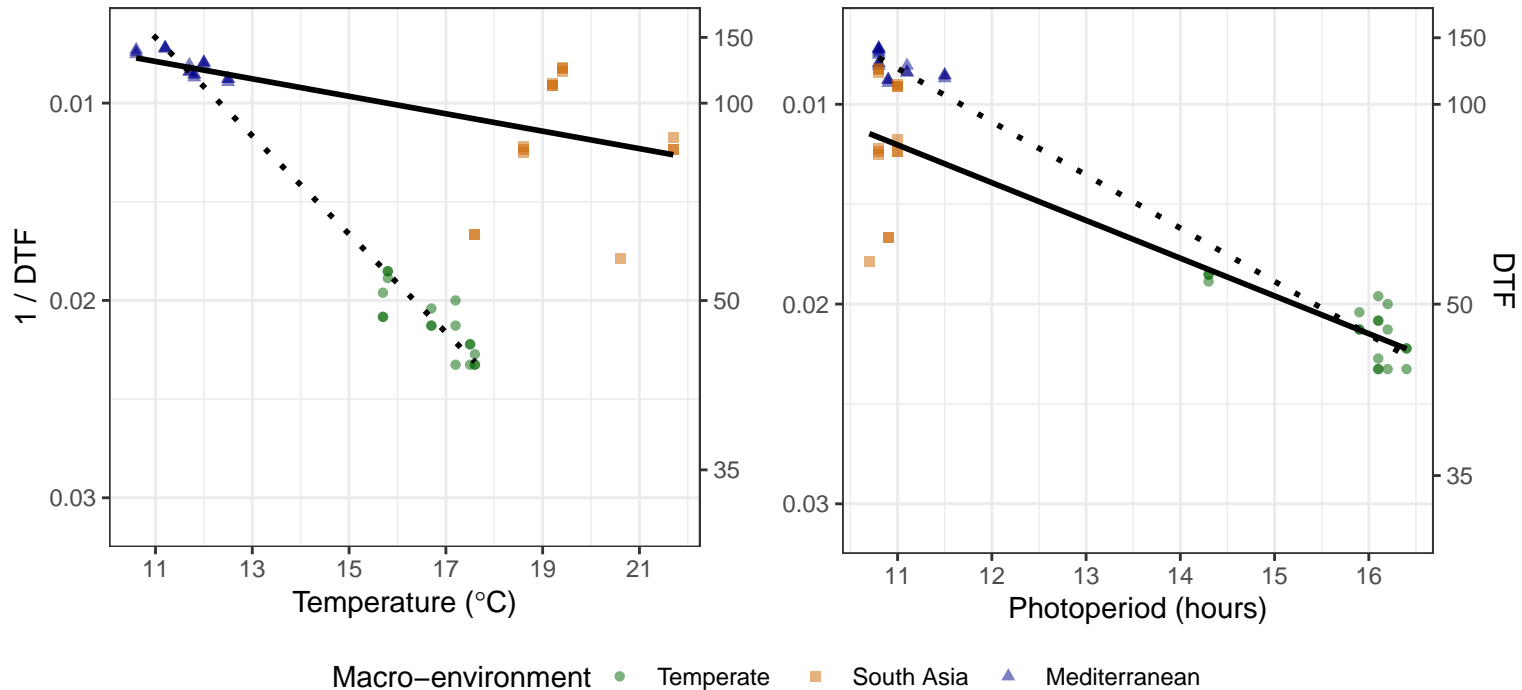 1 / DTF
0.01
0.02
0.03
150
100
50
35
11 13 15 17 19 21
Temperature (°C)
0.01
0.02
0.03
150
100
50
35
DTF
11 12 13 14 15 16
Photoperiod (hours)
Macro−environment Temperate South Asia Mediterranean